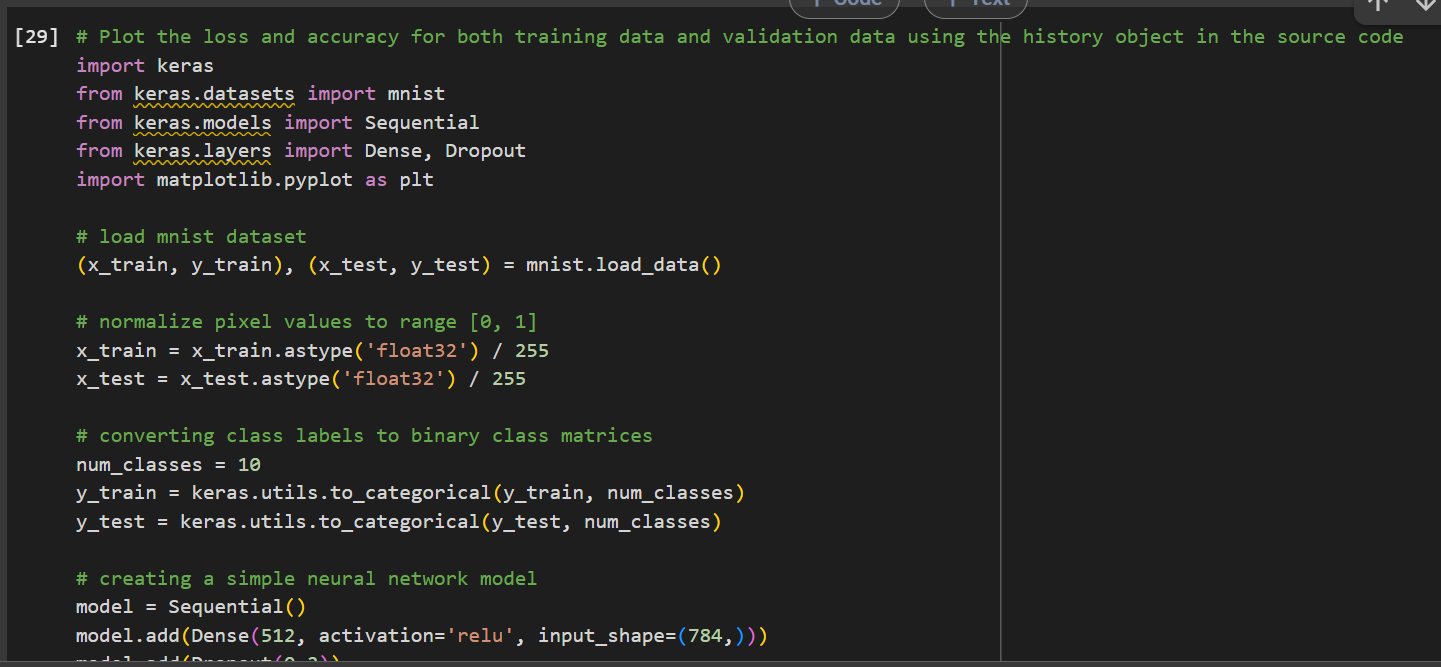 Code Text
[29] # Plot the loss and accuracy for both training data and validation data using the history object in the source code
import keras
from keras.datasets import mnist
from keras.models import Sequential
from keras.layers import Dense, Dropout
import matplotlib.pyplot as plt
# load mnist dataset
(x_train, y_train), (x_test, y_test) = mnist.load_data()
# normalize pixel values to range [0, 1]
x_train = x_train.astype('float32') / 255
x_test = x_test.astype('float32') / 255
# converting class labels to binary class matrices
num_classes = 10
y_train = keras.utils.to_categorical(y_train, num_classes)
y_test = keras.utils.to_categorical(y_test, num_classes)
# creating a simple neural network model
model = Sequential()
model.add(Dense(512, activation='relu', input_shape=(784,)))